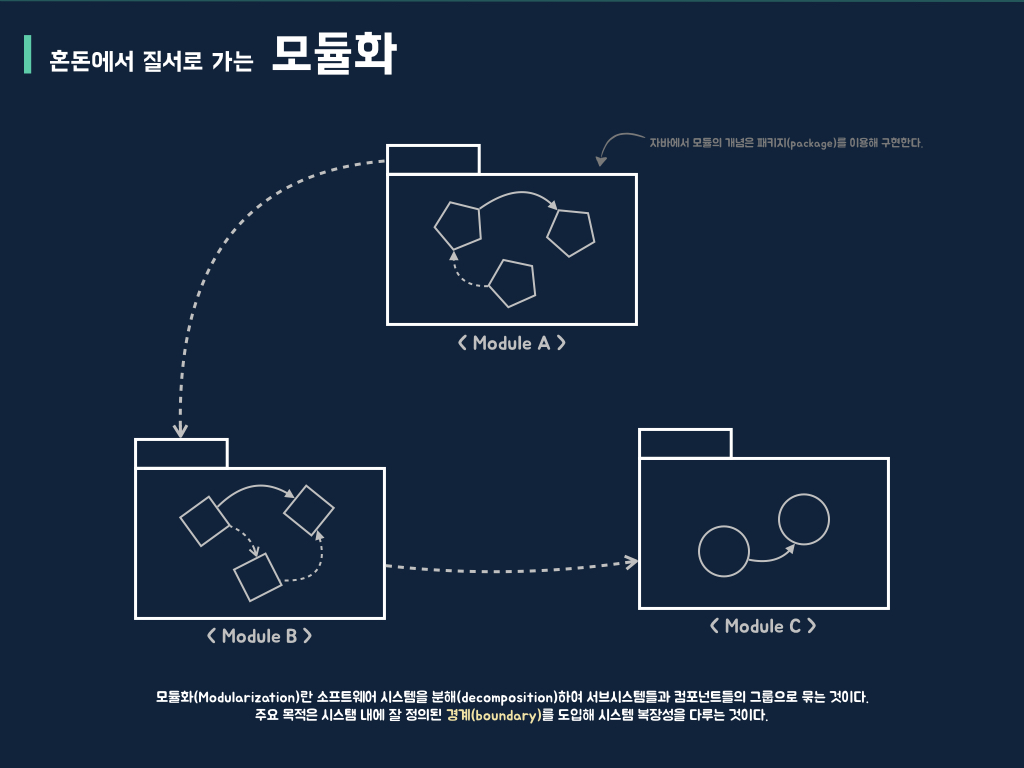 혼돈에서 질서로 가는 모듈화
자바에서 모듈의 개념은 패키지(package)를 이용해 구현한다.
< Module A >
< Module B >
< Module C >
모듈화(Modularization)란 소프트웨어 시스템을 분해(decomposition)하여 서브시스템들과 컴포넌트들의 그룹으로 묶는 것이다.
주요 목적은 시스탬 내에 잘 정의된 경계(boundary)를 도입해 시스템 복장성을 다루는 것이다.